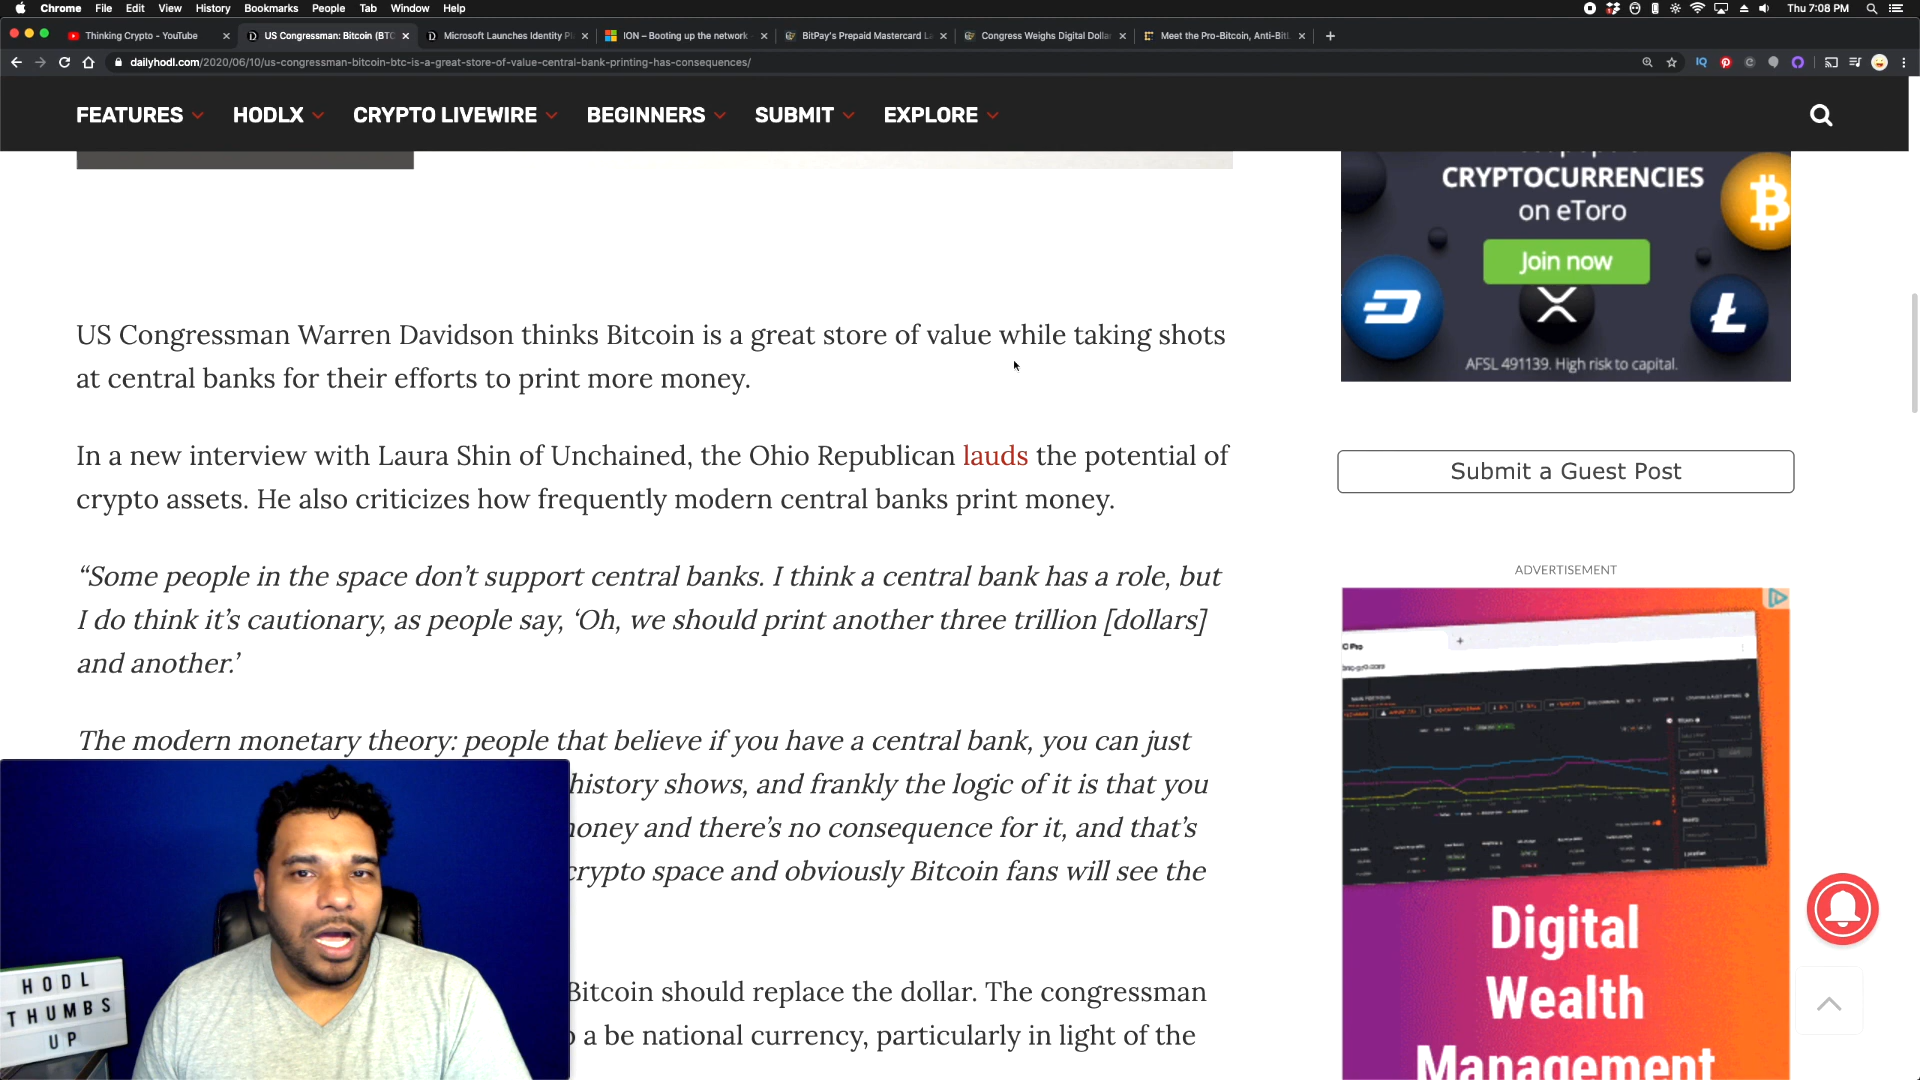 Chrome File Edit View History Bookmarks People Tab Window Help
Thu 7:08 PM
Thinking Crypto - YouTube
US Congressman: Bitcoin (BTC
Microsoft Launches Identity Pl
ION – Booting up the network
BitPay's Prepaid Mastercard La
Congress Weighs Digital Dollar
Meet the Pro-Bitcoin, Anti-Bit
dailyhodl.com/2020/06/10/us-congressman-bitcoin-btc-is-a-great-store-of-value-central-bank-printing-has-consequences/
FEATURES HODLX CRYPTO LIVEWIRE BEGINNERS SUBMIT EXPLORE
US Congressman Warren Davidson thinks Bitcoin is a great store of value while taking shots
at central banks for their efforts to print more money.
In a new interview with Laura Shin of Unchained, the Ohio Republican lauds the potential of
crypto assets. He also criticizes how frequently modern central banks print money.
“Some people in the space don’t support central banks. I think a central bank has a role, but
I do think it’s cautionary, as people say, ‘Oh, we should print another three trillion [dollars]
and another.’
The modern monetary theory: people that believe if you have a central bank, you can just
history shows, and frankly the logic of it is that you
money and there’s no consequence for it, and that’s
crypto space and obviously Bitcoin fans will see the
Bitcoin should replace the dollar. The congressman
a be national currency, particularly in light of the
HODL
THUMBS
UP
CRYPTOCURRENCIES
on eToro
Join now
AFSL 491139. High risk to capital.
Submit a Guest Post
ADVERTISEMENT
Digital
Wealth
Management